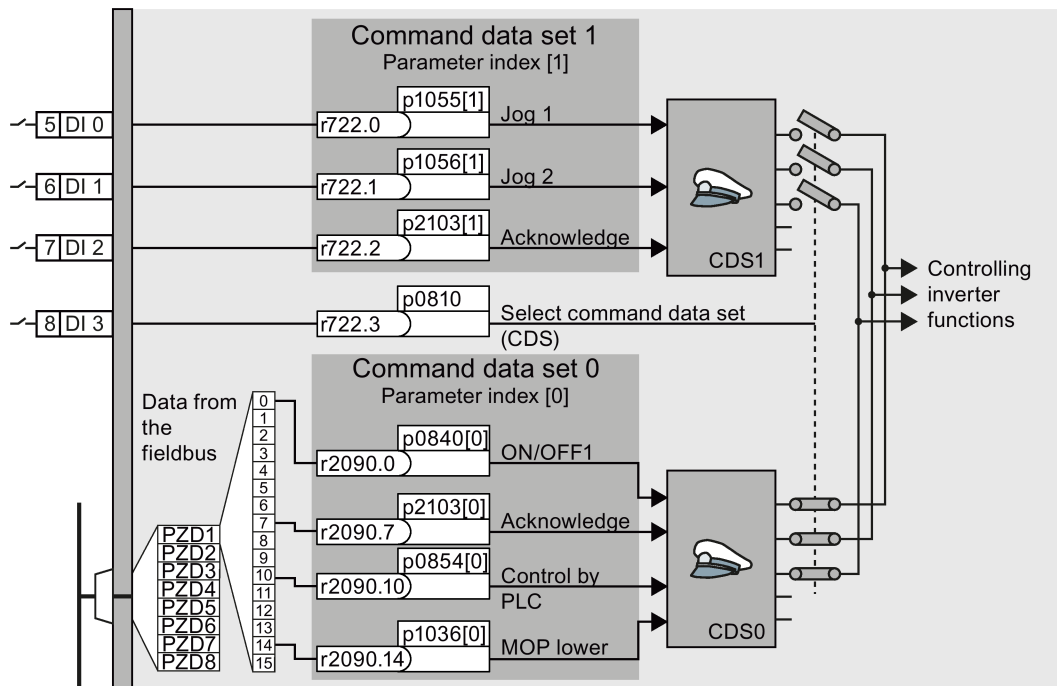 Command data set 1
Parameter index [1]
5 DI 0
r722.0
p1055[1]
Jog 1
6 DI 1
r722.1
p1056[1]
Jog 2
7 DI 2
r722.2
p2103[1]
Acknowledge
CDS1
8 DI 3
r722.3
p0810
Select command data set
(CDS)
Controlling
inverter
functions
Command data set 0
Parameter index [0]
Data from
the
fieldbus
PZD1
PZD2
PZD3
PZD4
PZD5
PZD6
PZD7
PZD8
0
1
2
3
4
5
6
7
8
9
10
11
12
13
14
15
r2090.0
p0840[0]
ON/OFF1
r2090.7
p2103[0]
Acknowledge
r2090.10
p0854[0]
Control by
PLC
r2090.14
p1036[0]
MOP lower
CDS0